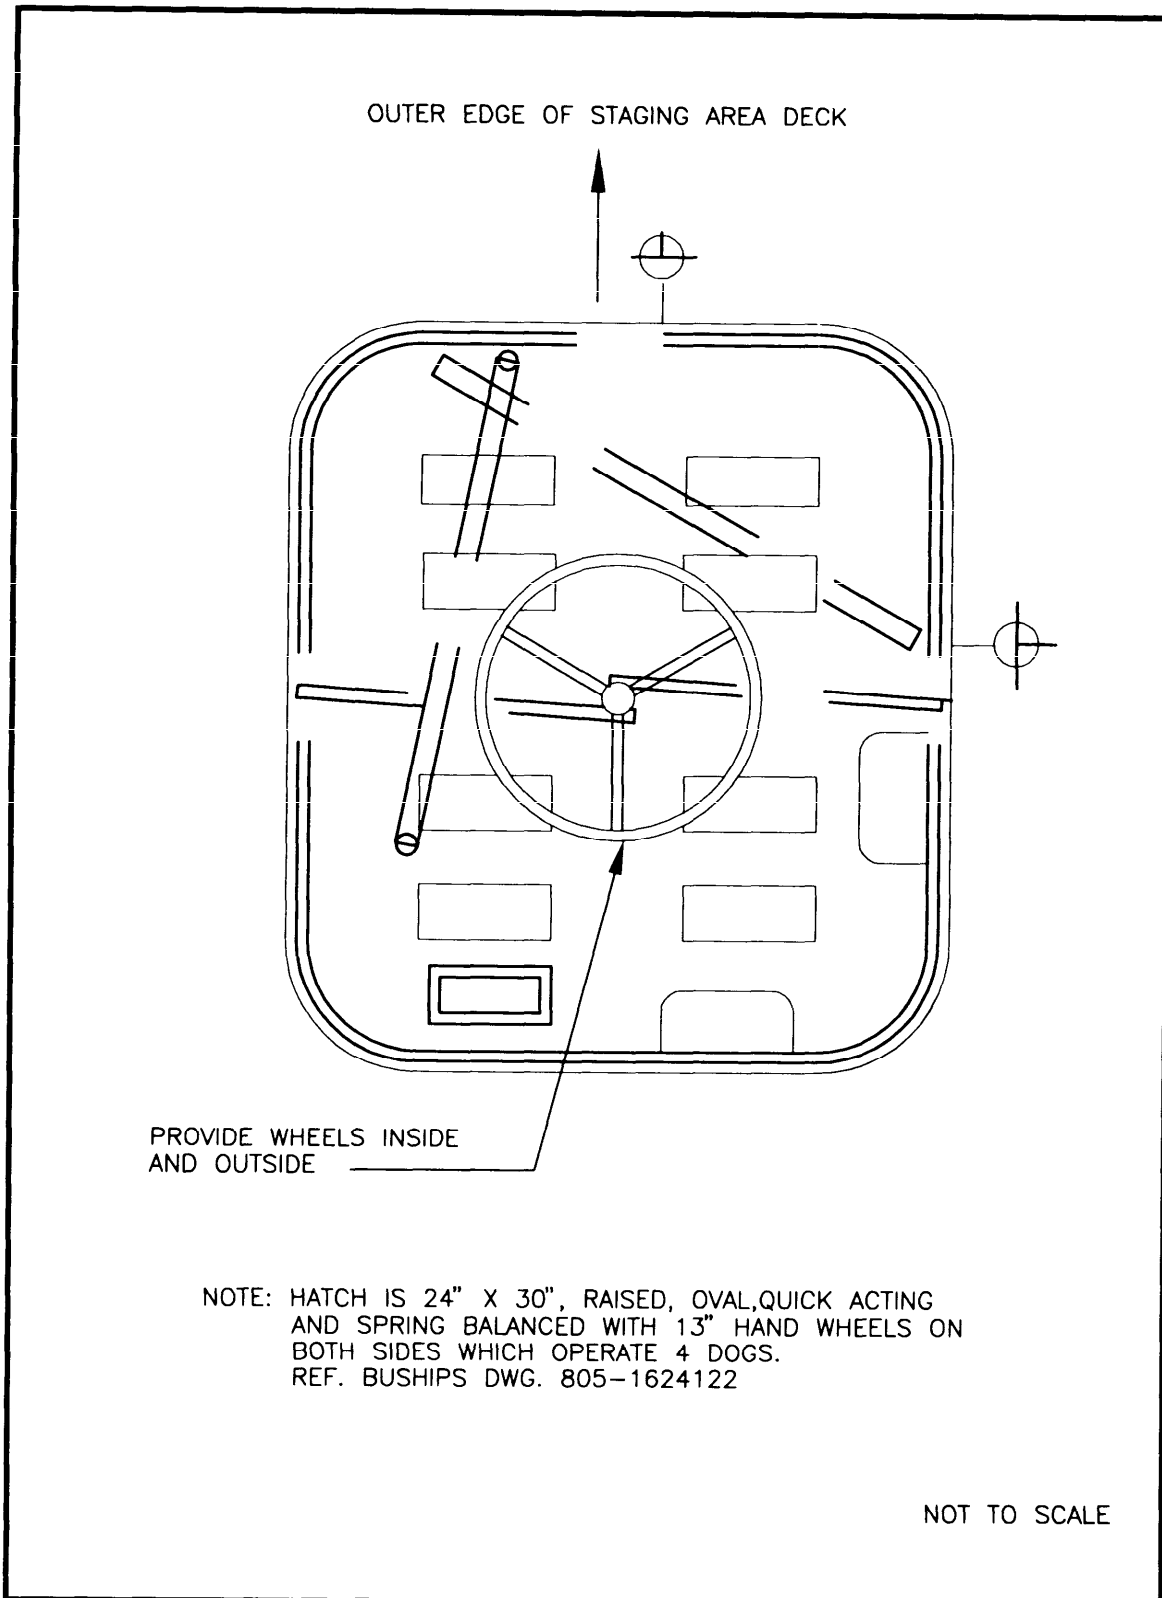 OUTER EDGE OF STAGING AREA DECK
PROVIDE WHEELS INSIDE
AND OUTSIDE
NOTE: HATCH IS 24" X 30", RAISED, OVAL,QUICK ACTING
AND SPRING BALANCED WITH 13" HAND WHEELS ON
BOTH SIDES WHICH OPERATE 4 DOGS.
REF. BUSHIPS DWG. 805-1624122
NOT TO SCALE